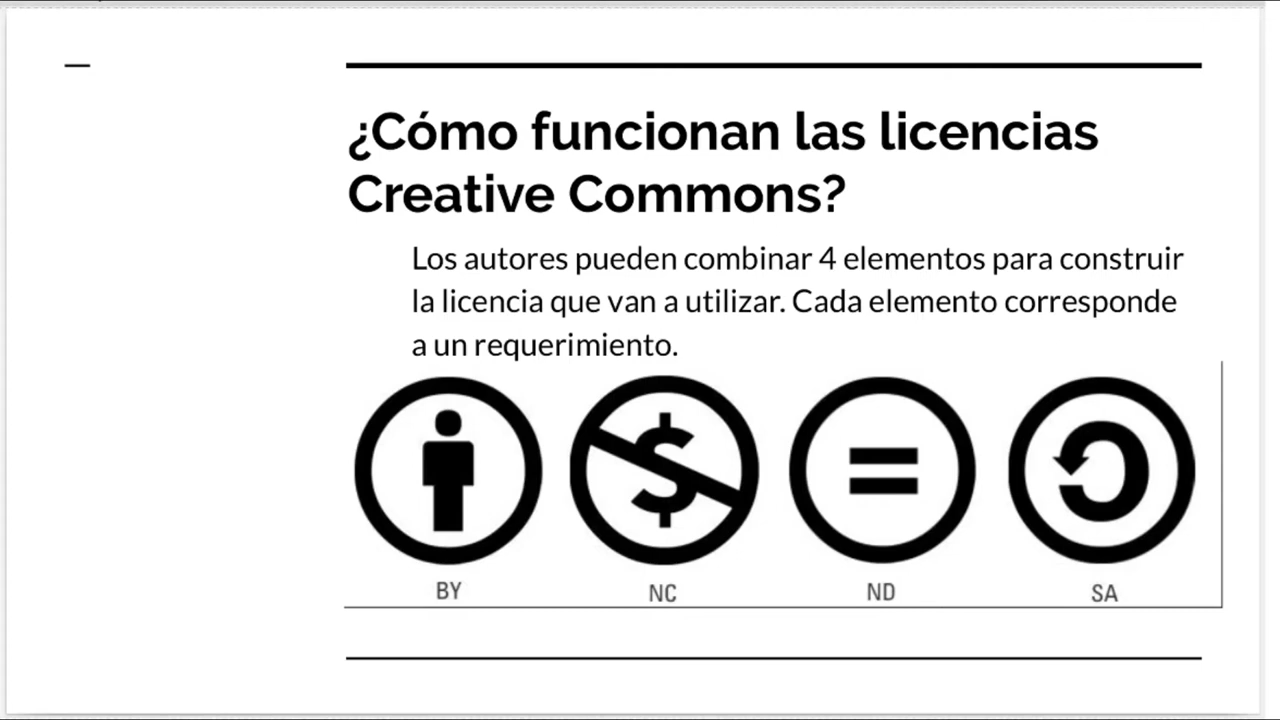 ¿Cómo funcionan las licencias
Creative Commons?
Los autores pueden combinar 4 elementos para construir
la licencia que van a utilizar. Cada elemento corresponde
a un requerimiento.
BY NC ND SA